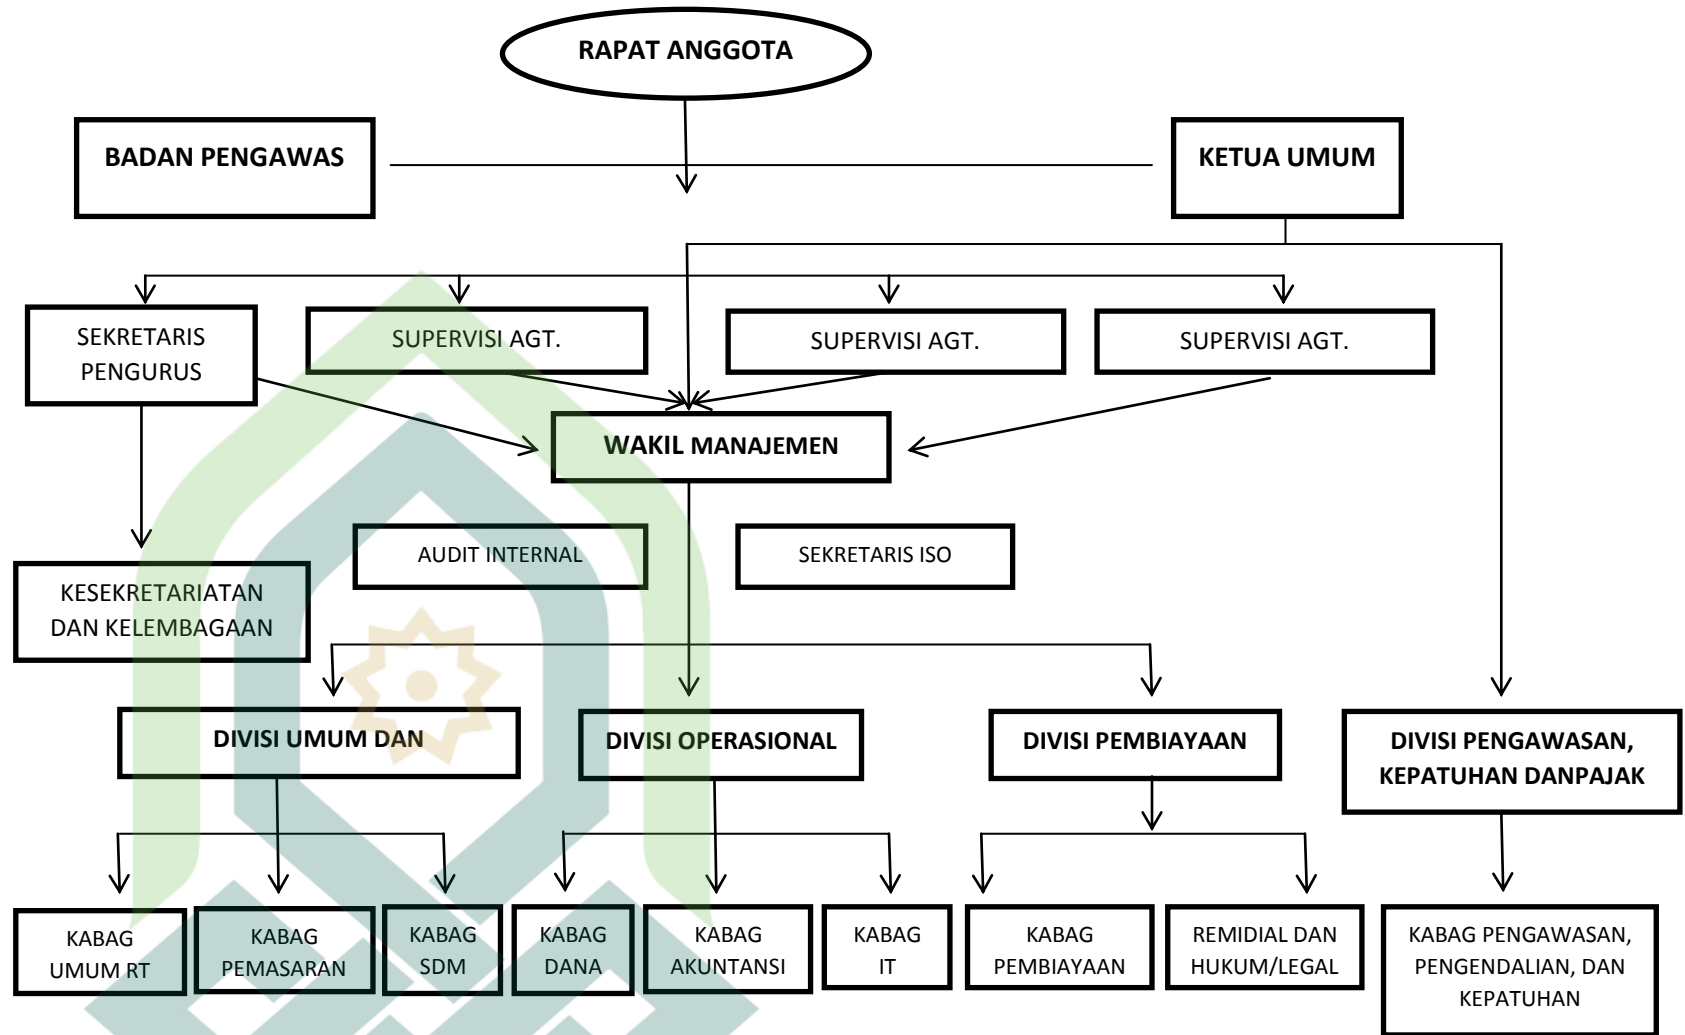 RAPAT ANGGOTA
BADAN PENGAWAS
KETUA UMUM
SEKRETARIS
PENGURUS
SUPERVISI AGT.
SUPERVISI AGT.
SUPERVISI AGT.
WAKIL MANAJEMEN
AUDIT INTERNAL
SEKRETARIS ISO
KESEKRETARIATAN
DAN KELEMBAGAAN
DIVISI UMUM DAN
DIVISI OPERASIONAL
DIVISI PEMBIAYAAN
DIVISI PENGAWASAN,
KEPATUHAN DANPAJAK
KABAG
UMUM RT
KABAG
PEMASARAN
KABAG
SDM
KABAG
DANA
KABAG
AKUNTANSI
KABAG
IT
KABAG
PEMBIAYAAN
REMIDIAL DAN
HUKUM/LEGAL
KABAG PENGAWASAN,
PENGENDALIAN, DAN
KEPATUHAN